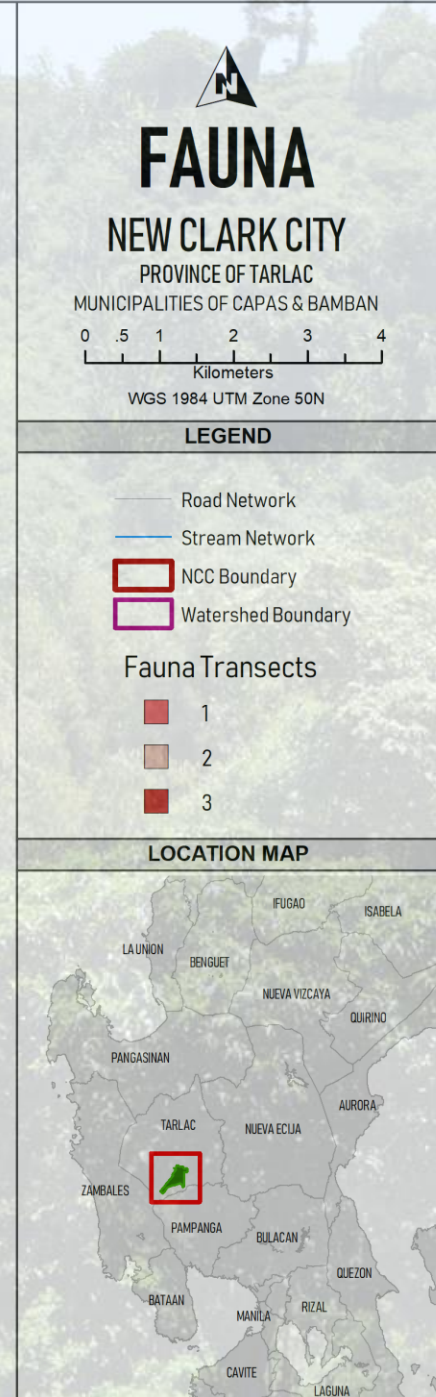 N
FAUNA
NEW CLARK CITY
PROVINCE OF TARLAC
MUNICIPALITIES OF CAPAS & BAMBAN
0 .5 1 2 3 4
Kilometers
WGS 1984 UTM Zone 50N
LEGEND
Road Network
Stream Network
NCC Boundary
Watershed Boundary
Fauna Transects
1
2
3
LOCATION MAP
IFUGAO
ISABELA
LA UNION
BENGUET
NUEVA VIZCAYA
QUIRINO
PANGASINAN
AURORA
TARLAC
NUEVA ECIJA
ZAMBALES
PAMPANGA
BULACAN
QUEZON
BATAAN
MANILA
RIZAL
CAVITE
LAGUNA